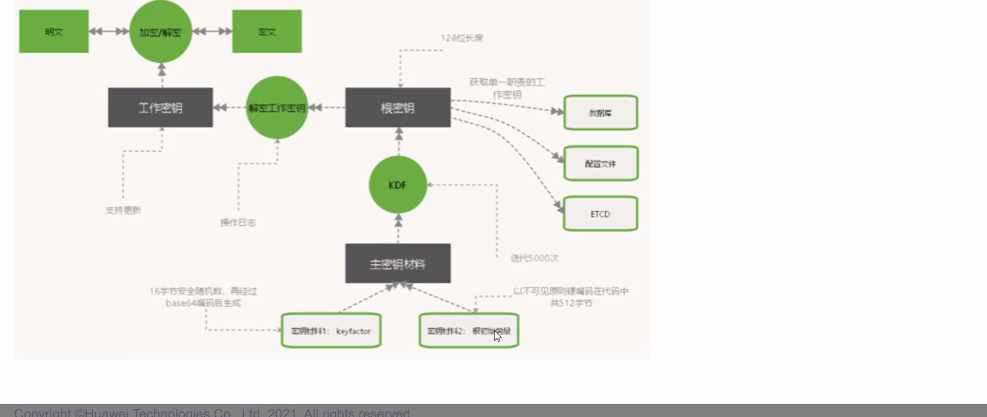 明文
加密/解密
密文
128位长度
获取单一职责的工
作密钥
工作密钥
解密工作密钥
根密钥
数据库
配置文件
KDF
ETCD
支持更新
操作日志
迭代5000次
主密钥材料
16字节安全随机数，再经过
base64编码后生成
以不可见原则硬编码在代码中
共512字节
密钥材料1： keyfactor
密钥材料2：
Copyright ©Huawei Technologies Co., Ltd. 2021. All rights reserved